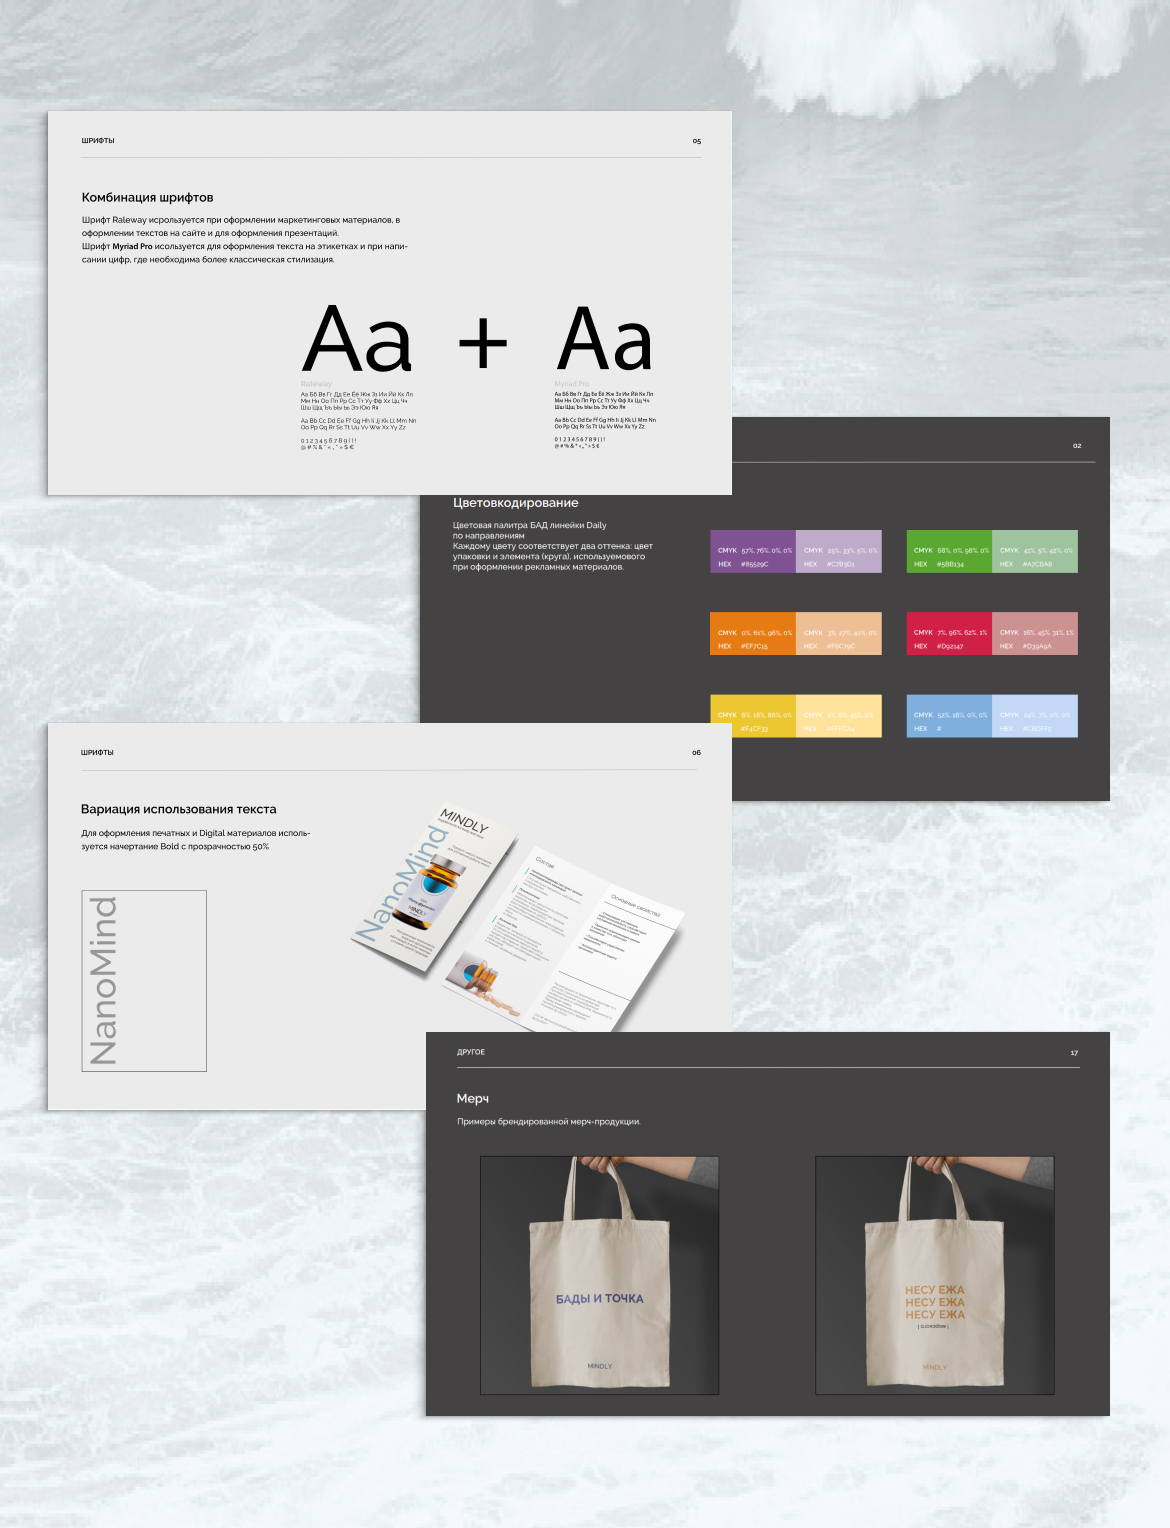 ШРИФТЫ
05
Комбинация шрифтов
Шрифт Raleway исрользуется при оформлении маркетинговых материалов, в
оформлении текстов на сайте и для оформления презентаций.
Шрифт Myriad Pro исользуется для оформления текста на этикетках и при напи-
сании цифр, где необходима более классическая стилизация.
Aa + Aa
Raleway
Аа Бб Вв Гг Дд Ее Ёё Жж Зз Ии Йй Кк Лл
Мм Нн Оо Пп Рр Сс Тт Уу Фф Хх Цц Чч
Шш Щщ Ъъ Ыы Ьь Ээ Юю Яя
Aa Bb Cc Dd Ee Ff Gg Hh Ii Jj Kk Ll Mm Nn
Oo Pp Qq Rr Ss Tt Uu Vv Ww Xx Yy Zz
0 1 2 3 4 5 6 7 8 9 ( ) !
Myriad Pro
Аа Бб Вв Гг Дд Ее Ёё Жж Зз Ии Йй Кк Лл
Мм Нн Оо Пп Рр Сс Тт Уу Фф Хх Цц Чч
Шш Щщ Ъъ Ыы Ьь Ээ Юю Яя
Aa Bb Cc Dd Ee Ff Gg Hh Ii Jj Kk Ll Mm Nn
Oo Pp Qq Rr Ss Tt Uu Vv Ww Xx Yy Zz
0 1 2 3 4 5 6 7 8 9 ( ) !
02
Цветовкодирование
Цветовая палитра БАД линейки Daily
по направлениям
Каждому цвету соответствует два оттенка: цвет
упаковки и элемента (круга), используемого
при оформлении рекламных материалов.
CMYK 57%, 76%, 0%, 0%
HEX #85529C
25%, 33%, 5%, 0%
HEX #C7B3D1
CMYK 68%, 0%, 98%, 0%
HEX #5BB134
CMYK 41%, 5%, 42%, 0%
HEX #A7CBA8
CMYK 0%, 61%, 96%, 0%
HEX #EF7C15
CMYK 3%, 27%, 42%, 0%
HEX #F6C79C
CMYK 7%, 96%, 62%, 1%
HEX #D92147
CMYK 16%, 45%, 31%, 1%
HEX #D39A9A
CMYK 6%, 16%, 86%, 0%
#F4CF33
CMYK
HEX
CMYK 52%, 18%, 0%, 0%
HEX #
CMYK 24%, 7%, 0%, 0%
HEX
ШРИФТЫ
06
Вариация использования текста
Для оформления печатных и Digital материалов исполь-
зуется начертание Bold с прозрачностью 50%
NanoMind
MINDLY
NanoMind
MINDLY
Состав
Основные свойства
ДРУГОЕ
17
Мерч
Примеры брендированной мерч-продукции.
БАДЫ И ТОЧКА
MINDLY
НЕСУ ЕЖА
НЕСУ ЕЖА
НЕСУ ЕЖА
MINDLY